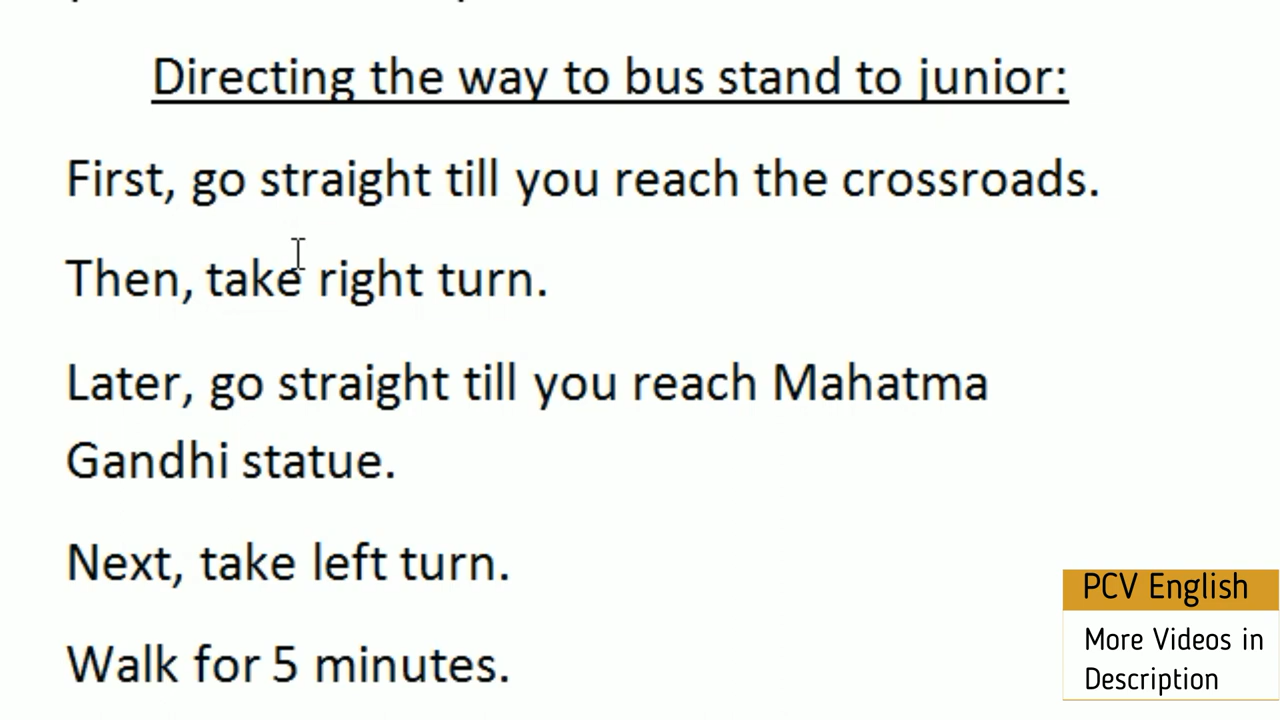 Directing the way to bus stand to junior:
First, go straight till you reach the crossroads.
Then, take right turn.
Later, go straight till you reach Mahatma
Gandhi statue.
Next, take left turn.
Walk for 5 minutes.
PCV English
More Videos in
Description